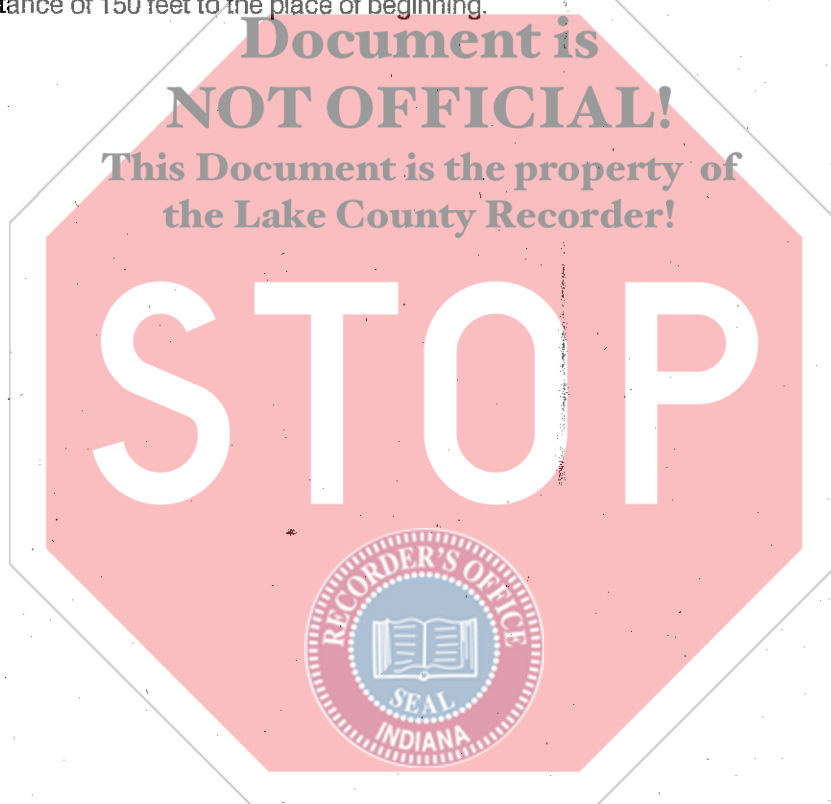 tance of 150 feet to the place of beginning.
Document is
NOT OFFICIAL!
This Document is the property of
the Lake County Recorder!
STOP
RECORDER'S OFFICE
SEAL
INDIANA